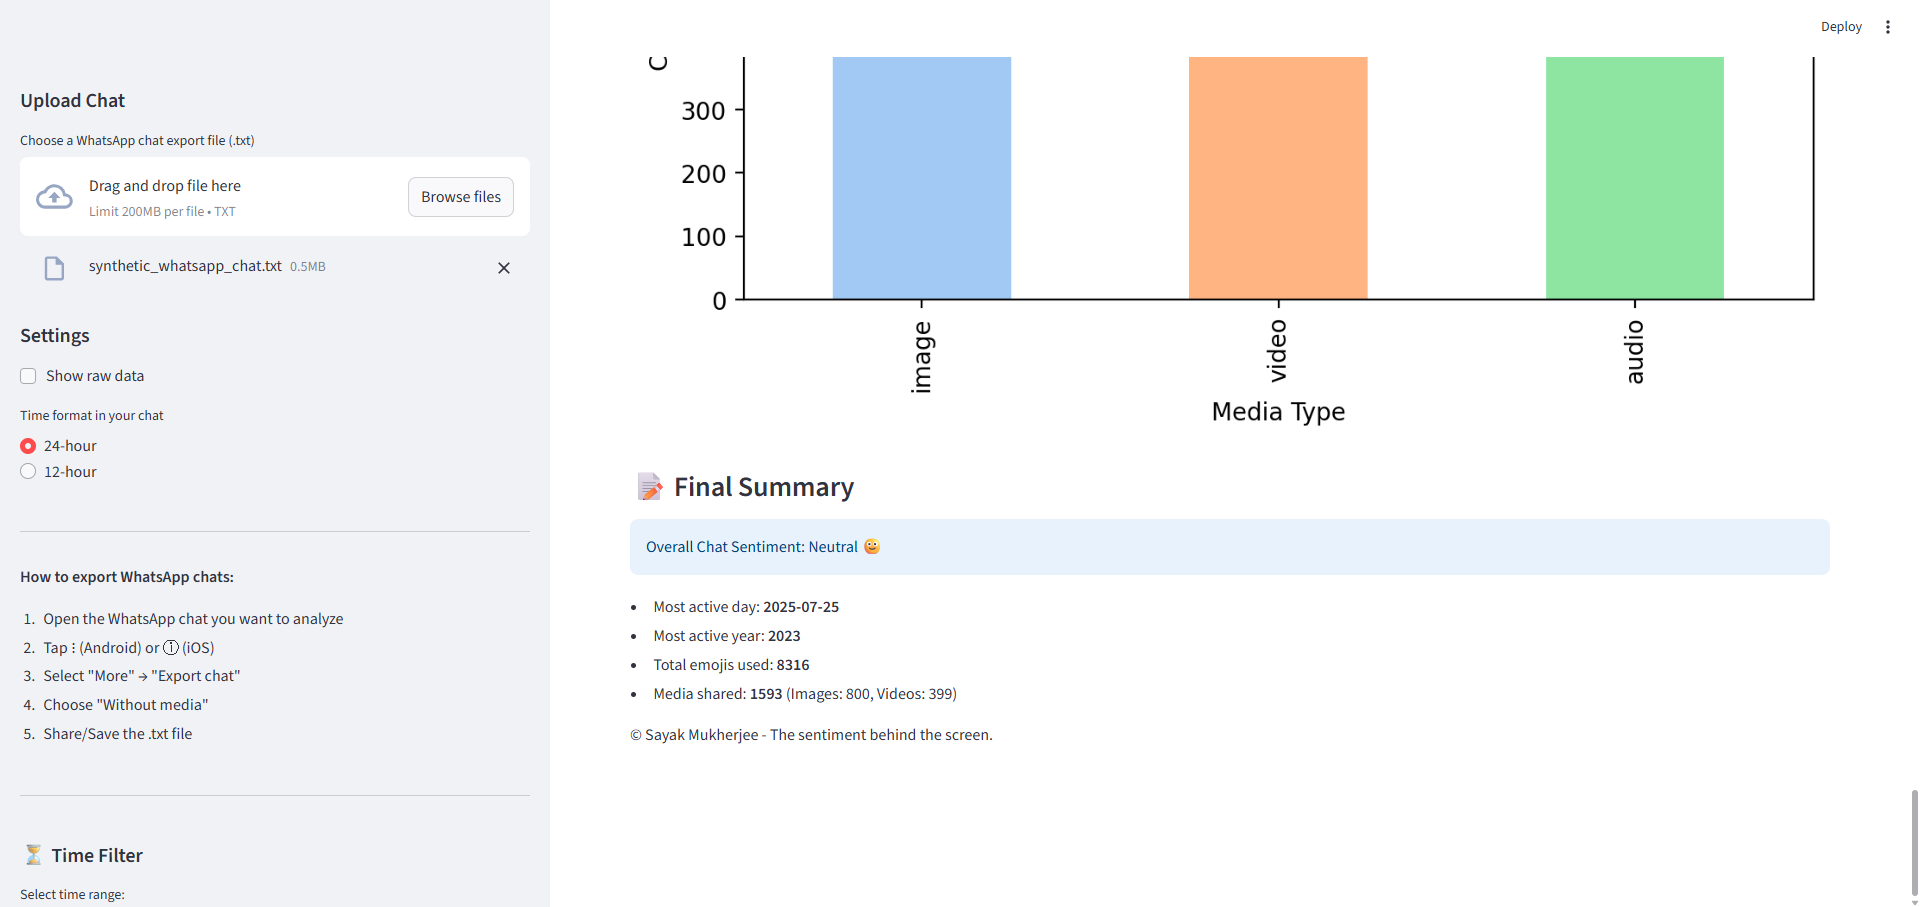 Deploy
Upload Chat
Choose a WhatsApp chat export file (.txt)
Drag and drop file here
Limit 200MB per file • TXT
Browse files
synthetic_whatsapp_chat.txt 0.5MB
Settings
Show raw data
Time format in your chat
24-hour
12-hour
How to export WhatsApp chats:
1. Open the WhatsApp chat you want to analyze
2. Tap ⋮ (Android) or ⓘ (iOS)
3. Select "More" → "Export chat"
4. Choose "Without media"
5. Share/Save the .txt file
⏳ Time Filter
Select time range:
300
200
100
0
image
video
audio
Media Type
📝 Final Summary
Overall Chat Sentiment: Neutral 😐
• Most active day: 2025-07-25
• Most active year: 2023
• Total emojis used: 8316
• Media shared: 1593 (Images: 800, Videos: 399)
© Sayak Mukherjee - The sentiment behind the screen.